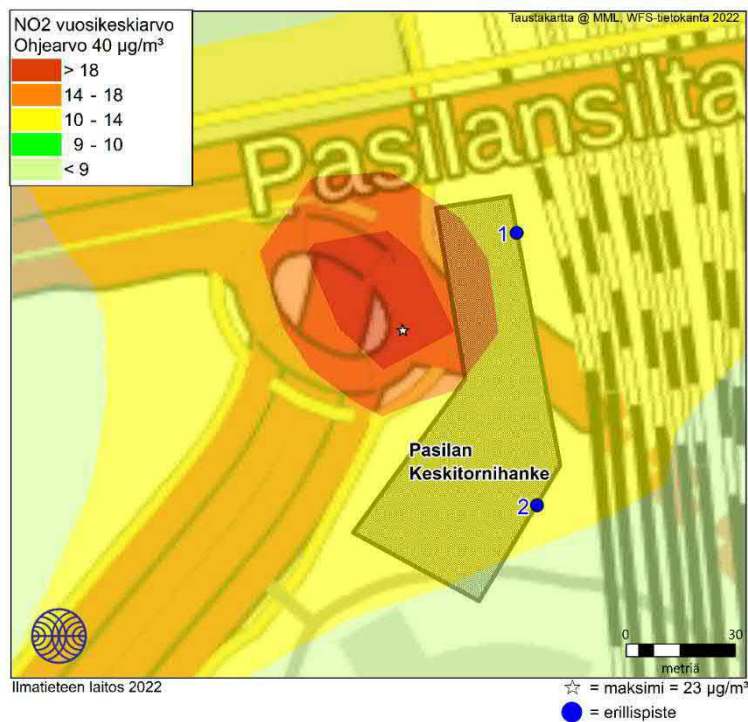 NO2 vuosikeskiarvo
Ohjearvo 40 µg/m³
> 18
14 - 18
10 - 14
9 - 10
< 9
Taustakartta @ MML, WFS-tietokanta 2022
Pasilansilta
1
Pasilan
Keskitornihanke
2
0 30
metriä
Ilmatieteen laitos 2022
☆ = maksimi = 23 µg/m³
= erillispiste